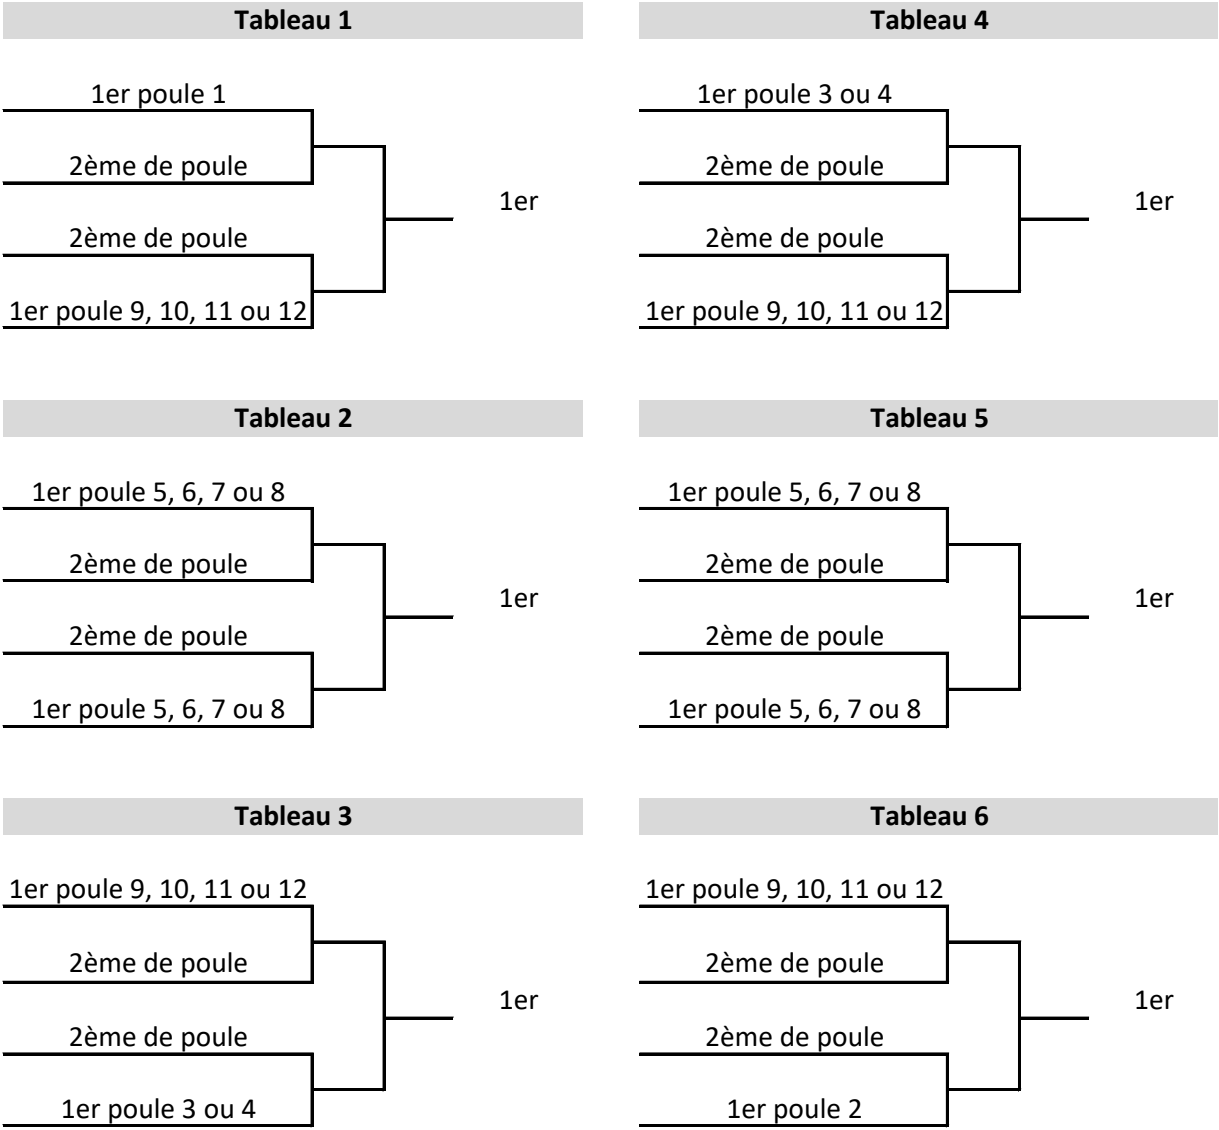 Tableau 1
1er poule 1
2ème de poule
1er
2ème de poule
1er poule 9, 10, 11 ou 12
Tableau 2
1er poule 5, 6, 7 ou 8
2ème de poule
1er
2ème de poule
1er poule 5, 6, 7 ou 8
Tableau 3
1er poule 9, 10, 11 ou 12
2ème de poule
1er
2ème de poule
1er poule 3 ou 4
Tableau 4
1er poule 3 ou 4
2ème de poule
1er
2ème de poule
1er poule 9, 10, 11 ou 12
Tableau 5
1er poule 5, 6, 7 ou 8
2ème de poule
1er
2ème de poule
1er poule 5, 6, 7 ou 8
Tableau 6
1er poule 9, 10, 11 ou 12
2ème de poule
1er
2ème de poule
1er poule 2